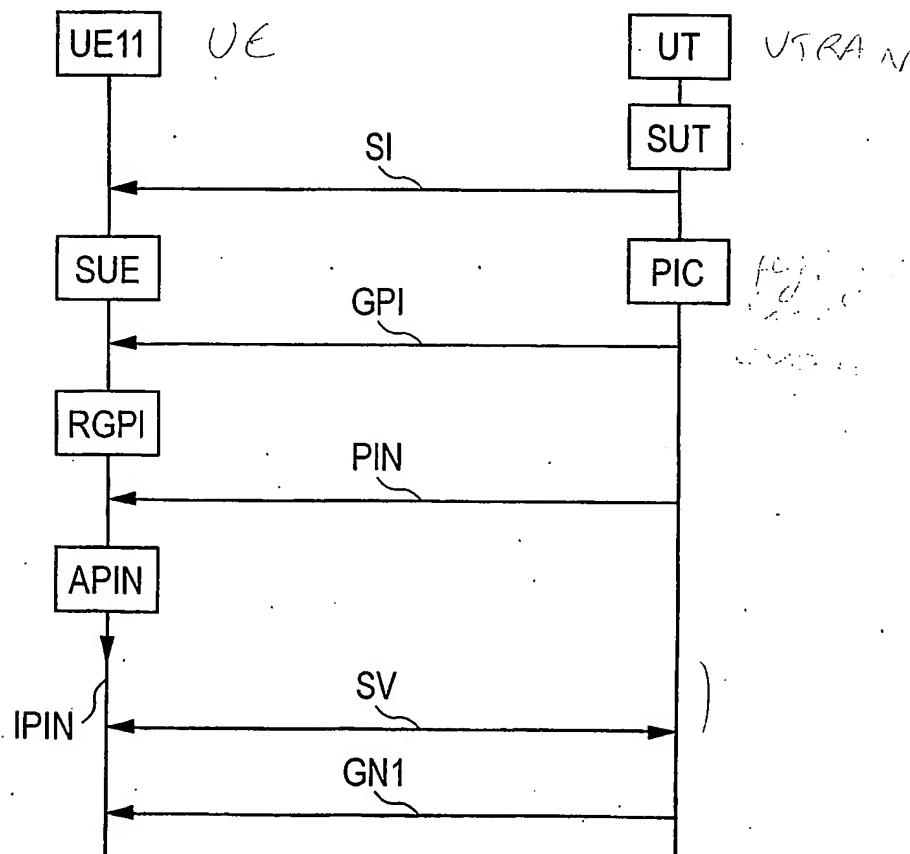 UE11 UE UT UTRAN
SUT
SI
SUE PIC
GPI
RGPI
PIN
APIN
SV
IPIN
GN1